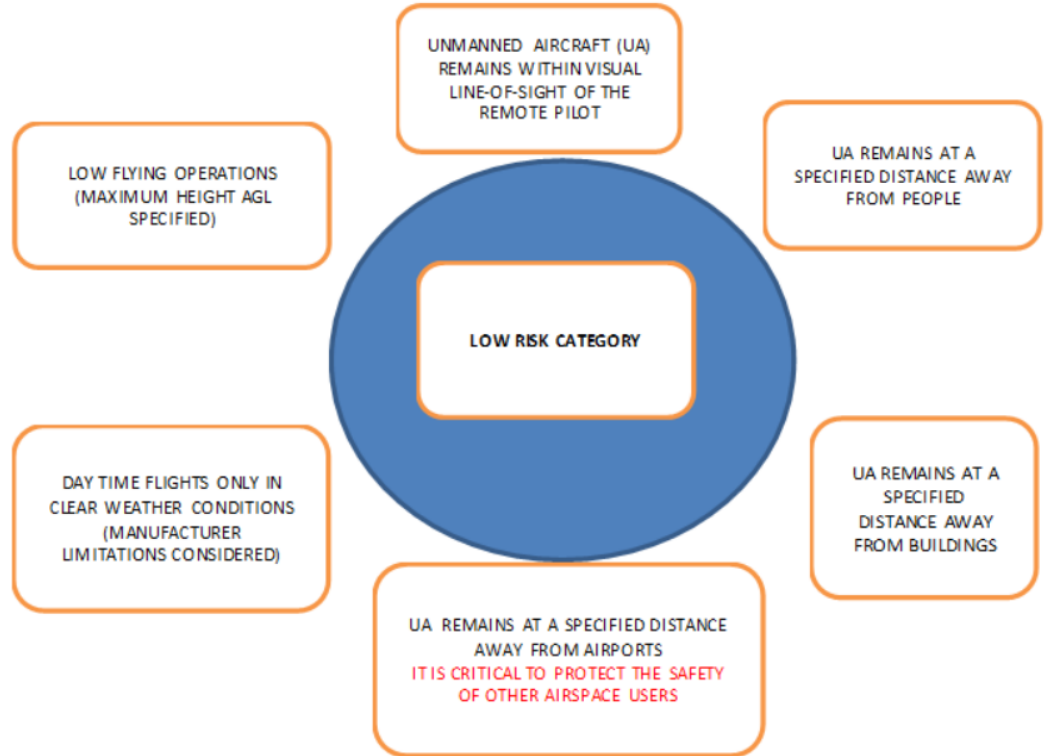 UNMANNED AIRCRAFT (UA)
REMAINS WITHIN VISUAL
LINE-OF-SIGHT OF THE
REMOTE PILOT
LOW FLYING OPERATIONS
(MAXIMUM HEIGHT AGL
SPECIFIED)
UA REMAINS AT A
SPECIFIED DISTANCE AWAY
FROM PEOPLE
LOW RISK CATEGORY
DAY TIME FLIGHTS ONLY IN
CLEAR WEATHER CONDITIONS
(MANUFACTURER
LIMITATIONS CONSIDERED)
UA REMAINS AT A
SPECIFIED
DISTANCE AWAY
FROM BUILDINGS
UA REMAINS AT A SPECIFIED DISTANCE
AWAY FROM AIRPORTS
IT IS CRITICAL TO PROTECT THE SAFETY
OF OTHER AIRSPACE USERS